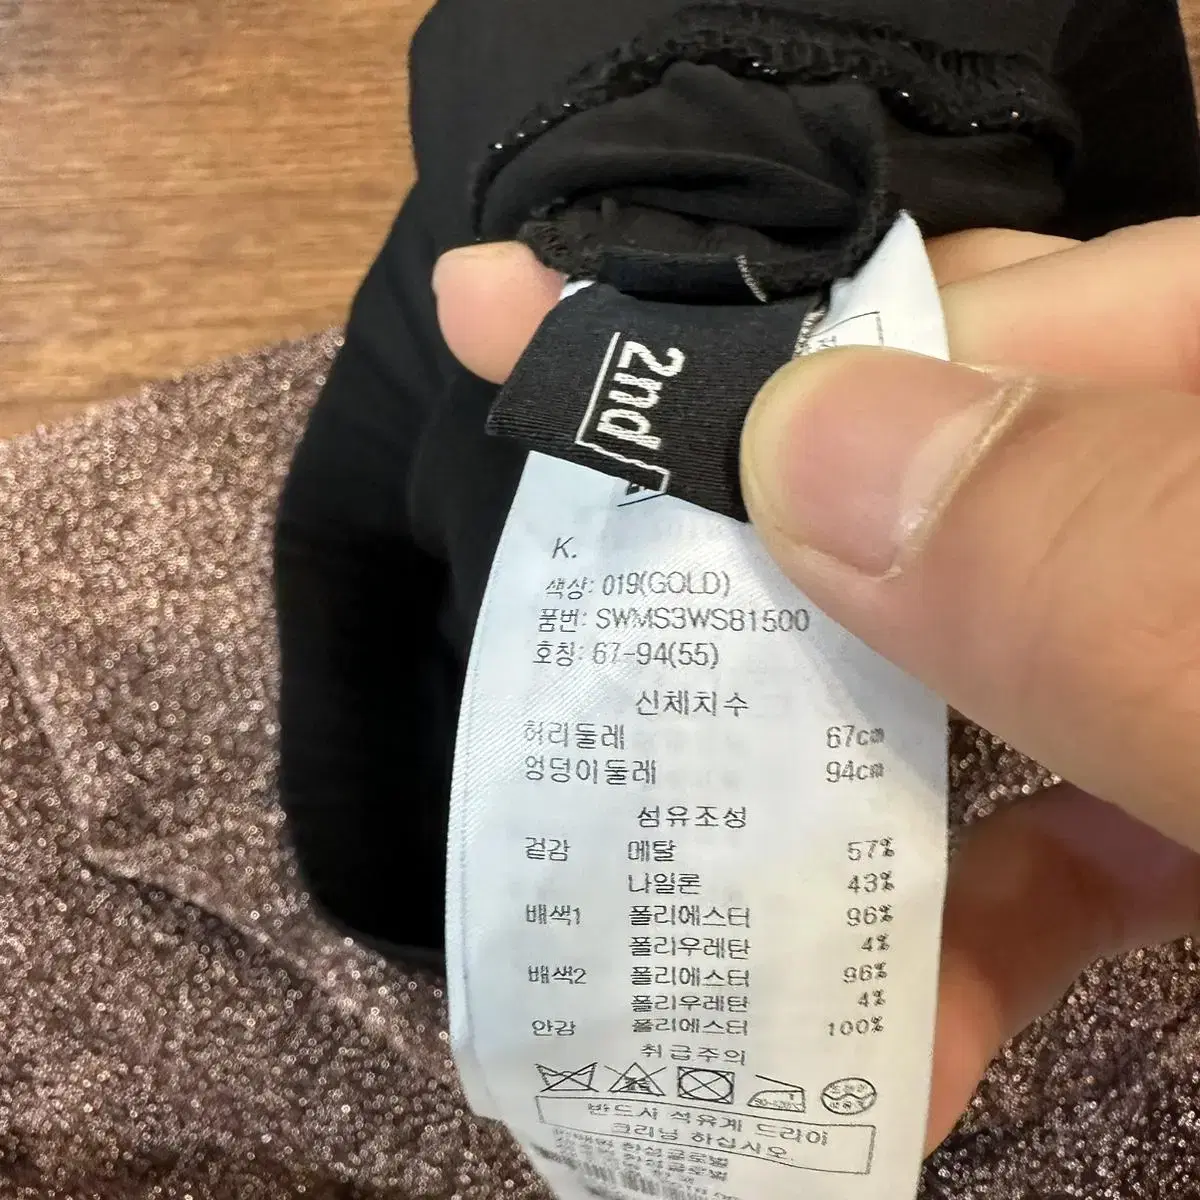 2nd
K.
색상: 019(GOLD)
품번: SWMS3WSB1500
호칭: 67-94(55)
신체치수
허리둘레 67cm
엉덩이둘레 94cm
섬유조성
겉감 메탈 57%
나일론 43%
배색1 폴리에스터 96%
폴리우레탄 4%
배색2 폴리에스터 96%
폴리우레탄 4%
안감 폴리에스터 100%
취급주의
80~120℃
반드시 석유계 드라이
크리닝 하십시오.